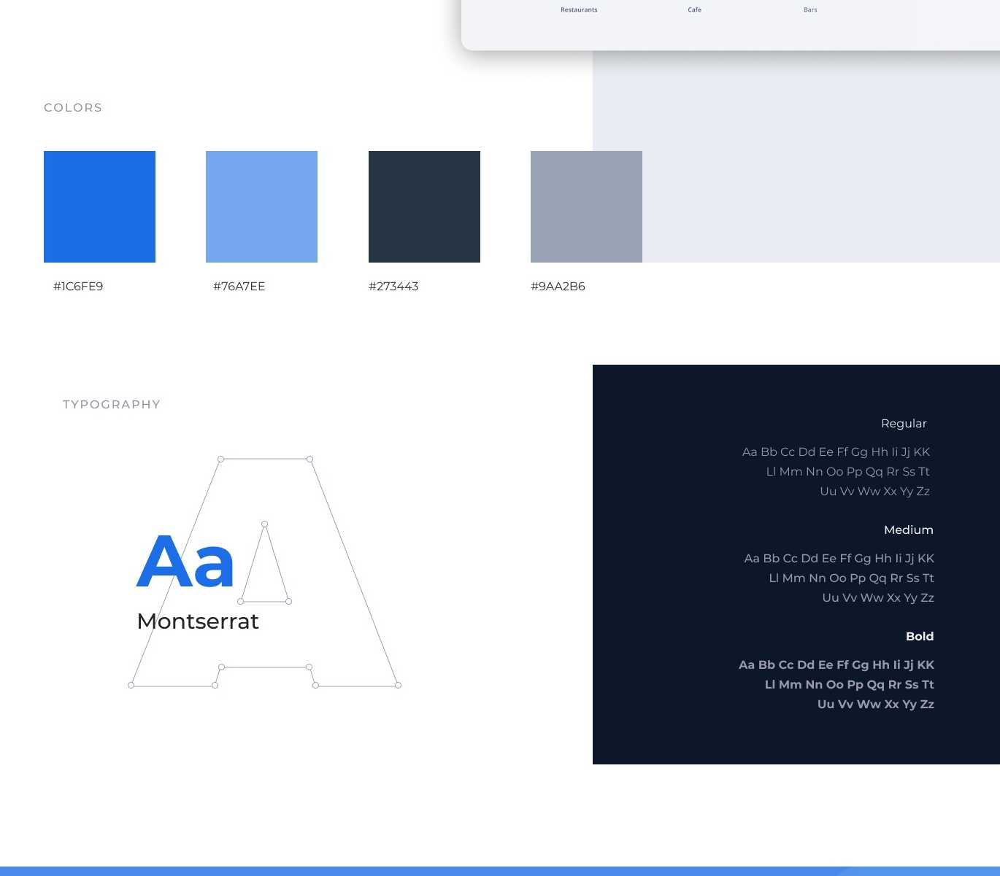 Restaurants Cafe Bars
COLORS
#1C6FE9 #76A7EE #273443 #9AA2B6
TYPOGRAPHY
Aa
Montserrat
Regular
Aa Bb Cc Dd Ee Ff Gg Hh Ii Jj KK
Ll Mm Nn Oo Pp Qq Rr Ss Tt
Uu Vv Ww Xx Yy Zz
Medium
Aa Bb Cc Dd Ee Ff Gg Hh Ii Jj KK
Ll Mm Nn Oo Pp Qq Rr Ss Tt
Uu Vv Ww Xx Yy Zz
Bold
Aa Bb Cc Dd Ee Ff Gg Hh Ii Jj KK
Ll Mm Nn Oo Pp Qq Rr Ss Tt
Uu Vv Ww Xx Yy Zz